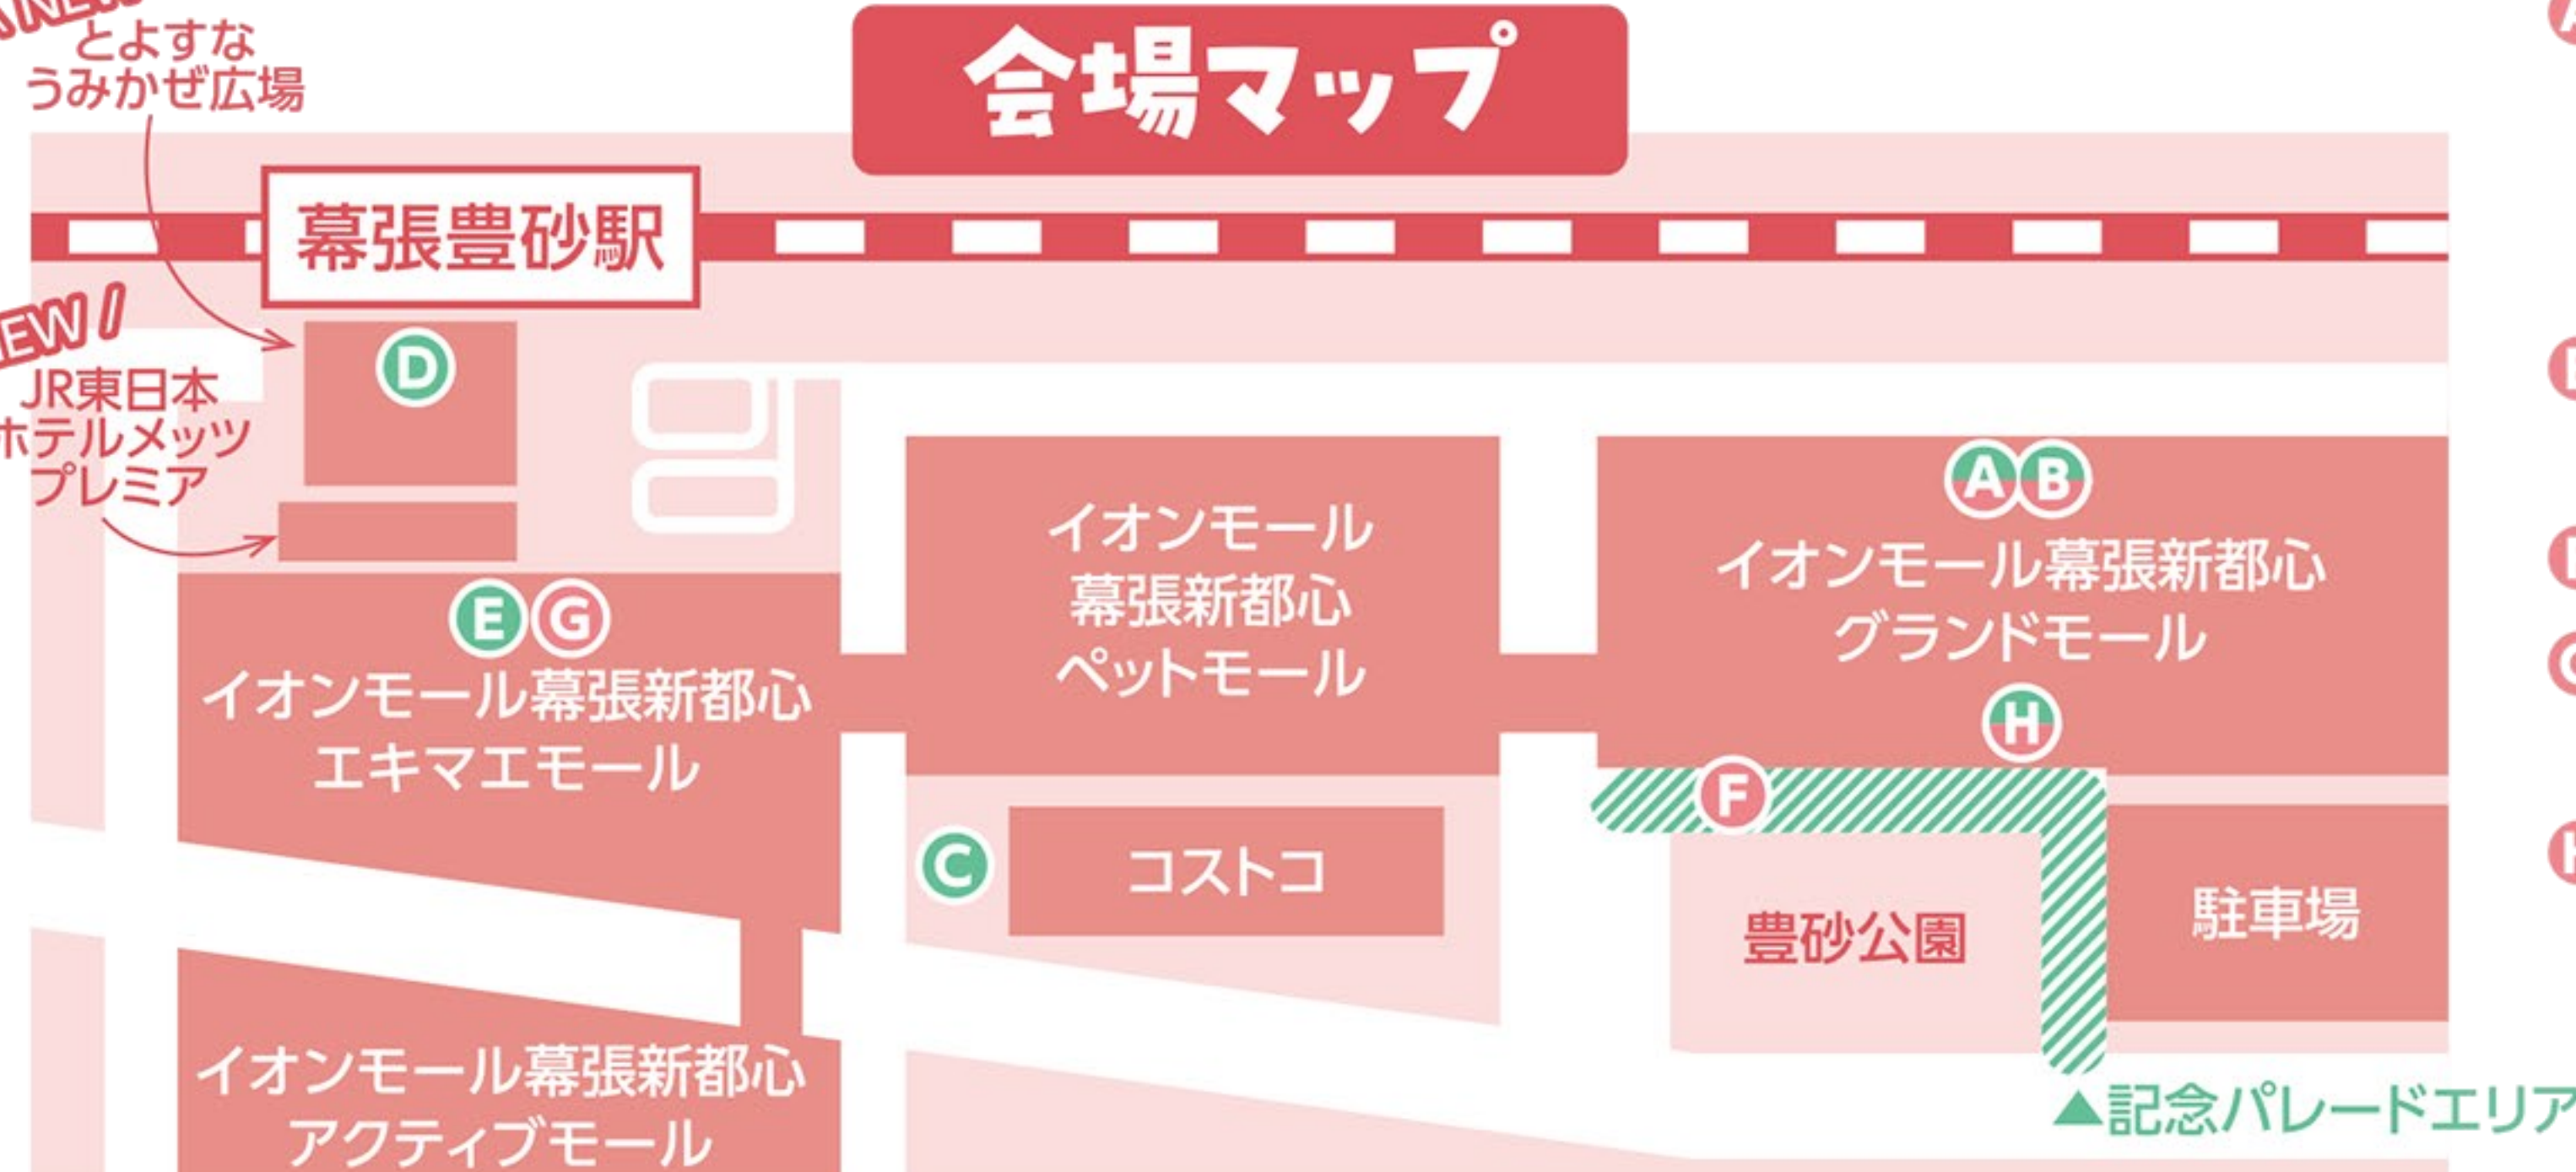 NEW
とよすな
うみかぜ広場
会場マップ
幕張豊砂駅
EW /
JR東日本
ホテルメッツ
プレミア
D
A B
イオンモール
幕張新都心
ペットモール
イオンモール幕張新都心
グランドモール
H
E G
イオンモール幕張新都心
エキマエモール
F
C
コストコ
豊砂公園
駐車場
イオンモール幕張新都心
アクティブモール
▲記念パレードエリア